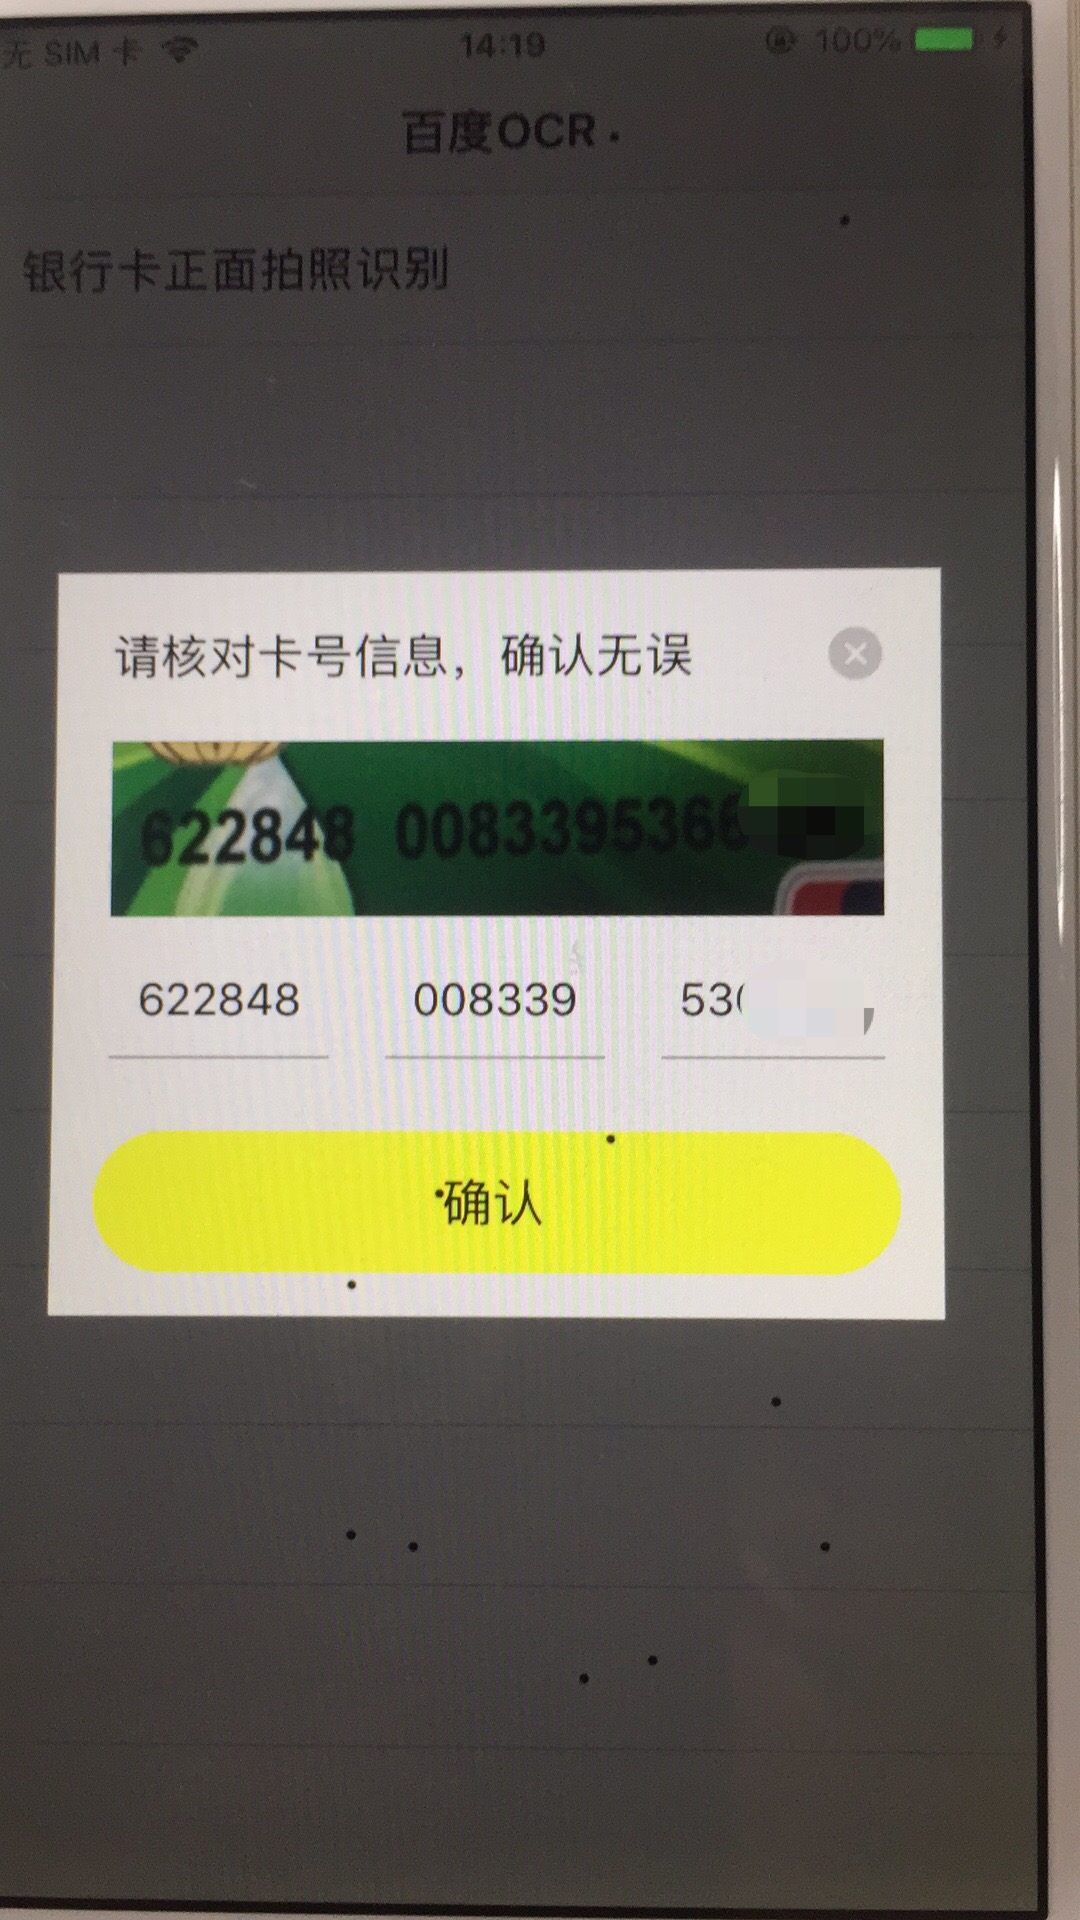 无 SIM 卡 14:19 100%
百度OCR
银行卡正面拍照识别
请核对卡号信息，确认无误
622848 0083395366
622848 008339 53
确认